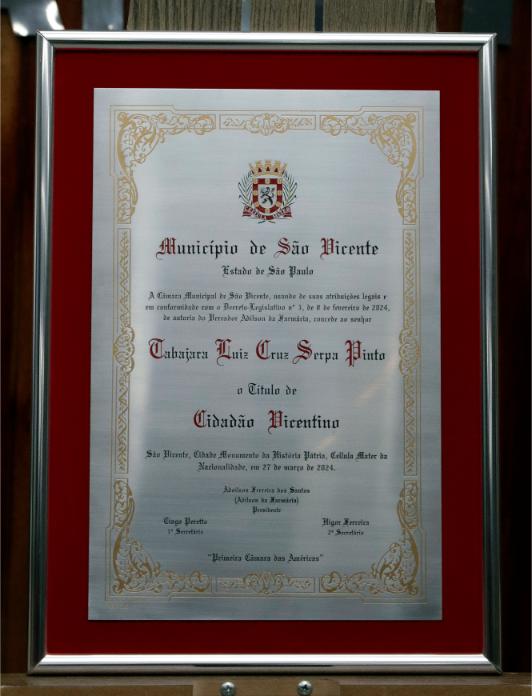 Município de São Vicente
Estado de São Paulo
A Câmara Municipal de São Vicente, usando de suas atribuições legais e
em conformidade com o Decreto-Legislativo nº 3, de 8 de fevereiro de 2024,
de autoria do Vereador Adilson da Farmácia, concede ao senhor
Tabajara Luiz Cruz Serpa Pinto
o Título de
Cidadão Vicentino
São Vicente, Cidade Monumento da História Pátria, Cellula Mater da
Nacionalidade, em 27 de março de 2024.
Adeilson Ferreira dos Santos
(Adilson da Farmácia)
Presidente
Tiago Peretto
1º Secretário
Higor Ferreira
2º Secretário
"Primeira Câmara das Américas"